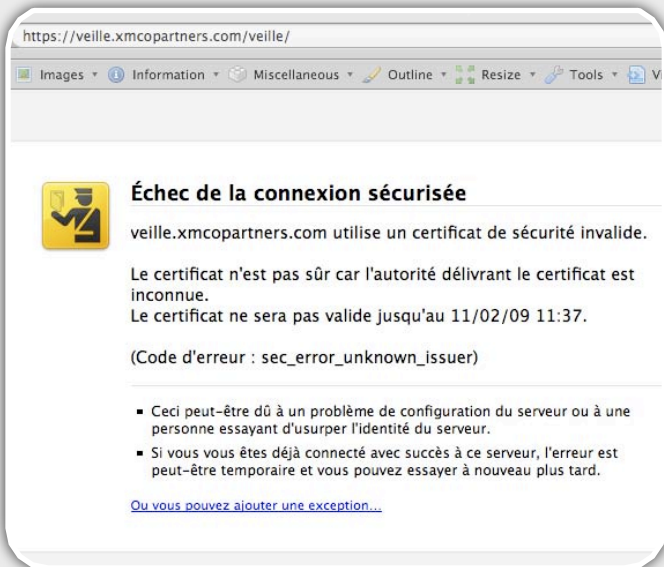 https://veille.xmcopartners.com/veille/
Images Information Miscellaneous Outline Resize Tools
Échec de la connexion sécurisée
veille.xmcopartners.com utilise un certificat de sécurité invalide.
Le certificat n'est pas sûr car l'autorité délivrant le certificat est
inconnue.
Le certificat ne sera pas valide jusqu'au 11/02/09 11:37.
(Code d'erreur : sec_error_unknown_issuer)
Ceci peut-être dû à un problème de configuration du serveur ou à une
personne essayant d'usurper l'identité du serveur.
Si vous vous êtes déjà connecté avec succès à ce serveur, l'erreur est
peut-être temporaire et vous pouvez essayer à nouveau plus tard.
Ou vous pouvez ajouter une exception...